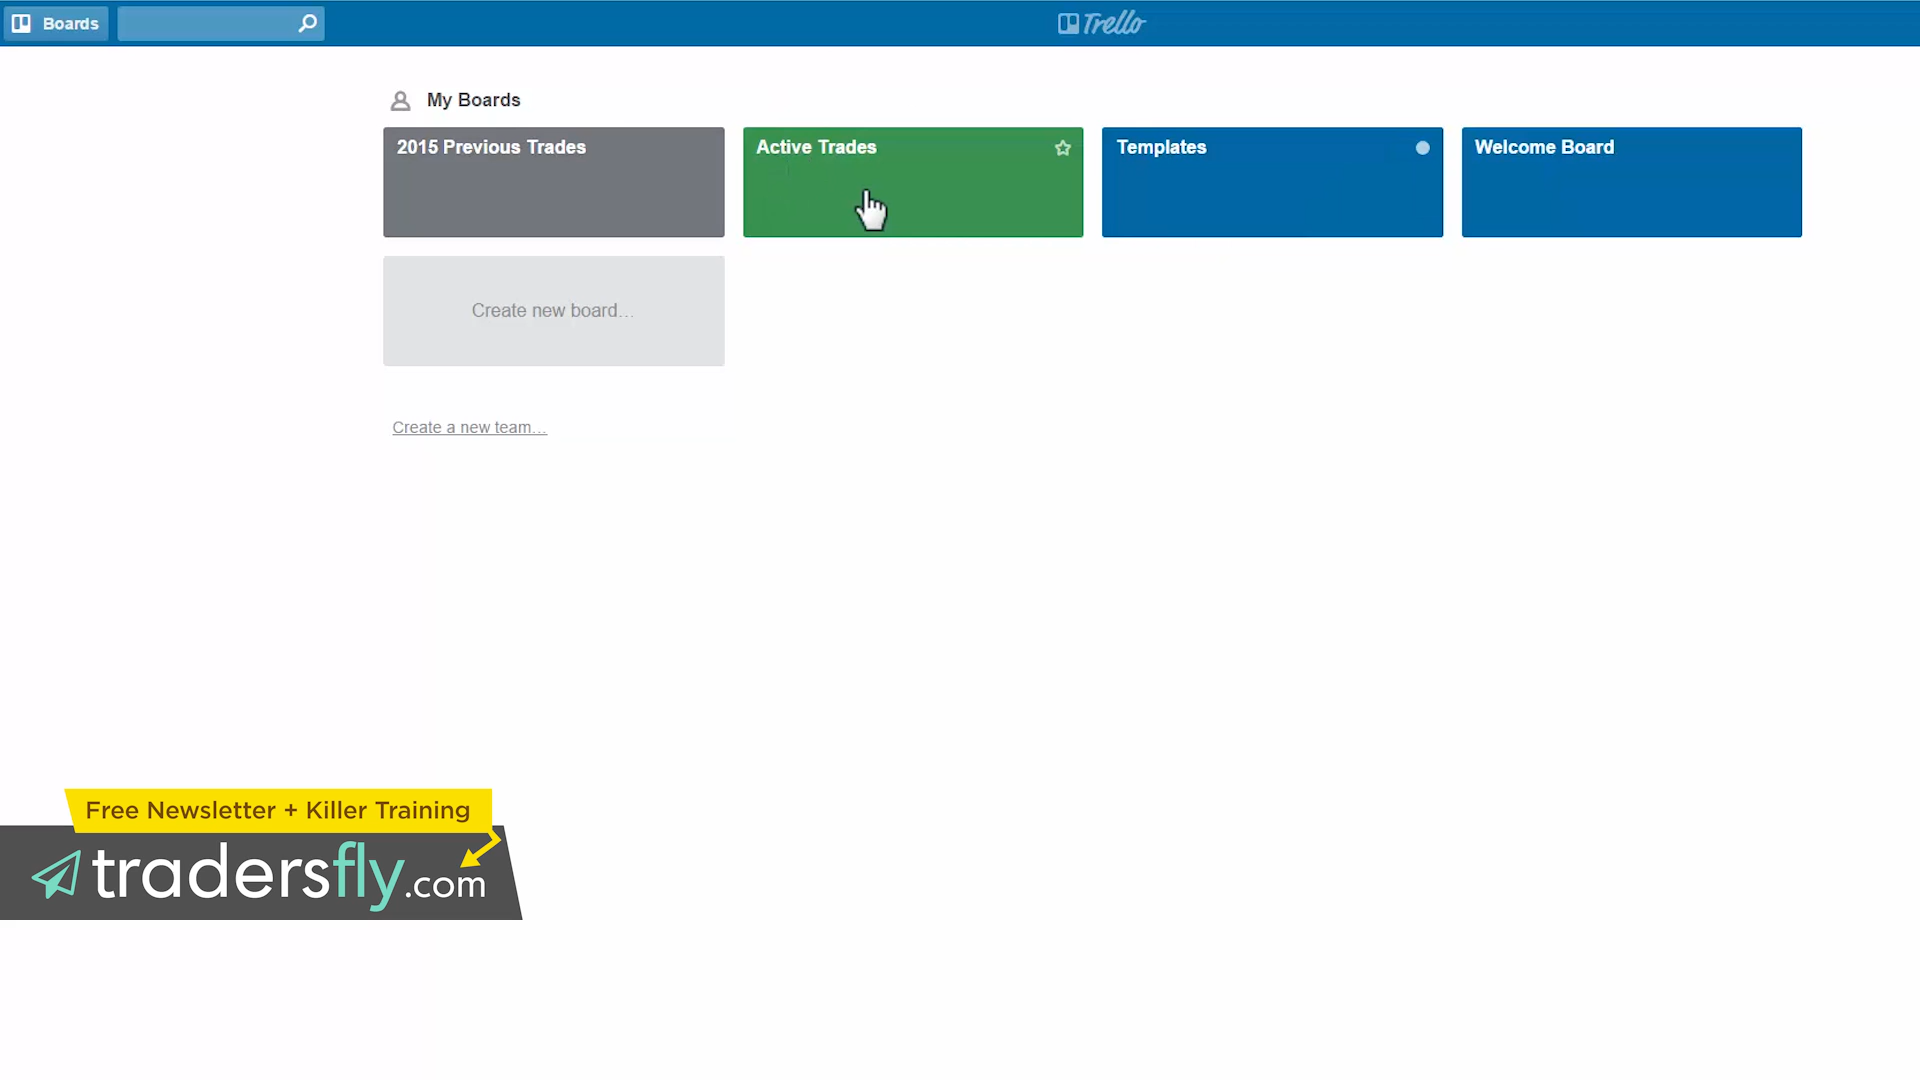 Boards
Trello
My Boards
2015 Previous Trades
Active Trades
Templates
Welcome Board
Create new board…
Create a new team…
Free Newsletter + Killer Training
tradersfly.com